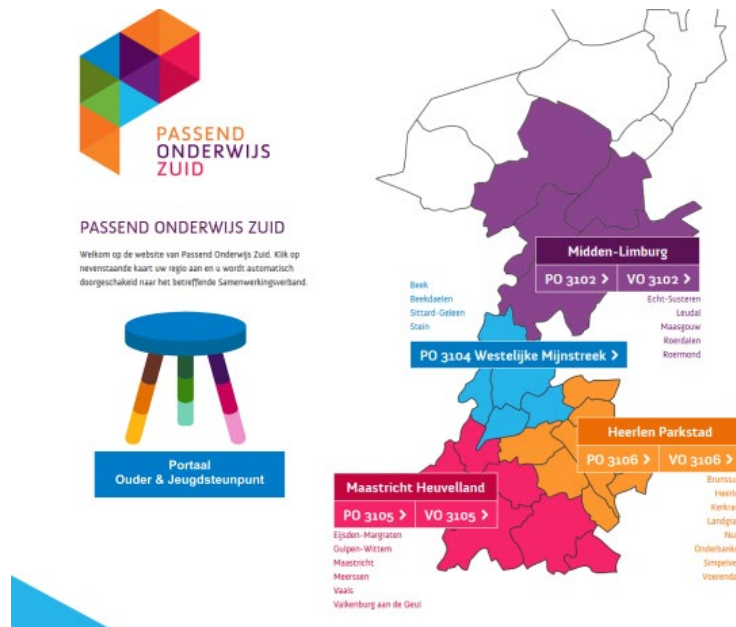 PASSEND
ONDERWIJS
ZUID
PASSEND ONDERWIJS ZUID
Welkom op de website van Passend Onderwijs Zuid. Klik op
nevenstaande kaart uw regio aan en u wordt automatisch
doorgeschakeld naar het betreffende Samenwerkingsverband.
Portaal
Ouder & Jeugdsteunpunt
Midden-Limburg
PO 3102 > VO 3102 >
Echt-Susteren
Leudal
Maasgouw
Roerdalen
Roermond
Beek
Beekdaelen
Sittard-Geleen
Stein
PO 3104 Westelijke Mijnstreek >
Heerlen Parkstad
PO 3106 > VO 3106 >
Maastricht Heuvelland
PO 3105 > VO 3105 >
Eijsden-Margraten
Gulpen-Wittem
Maastricht
Meerssen
Vaals
Valkenburg aan de Geul